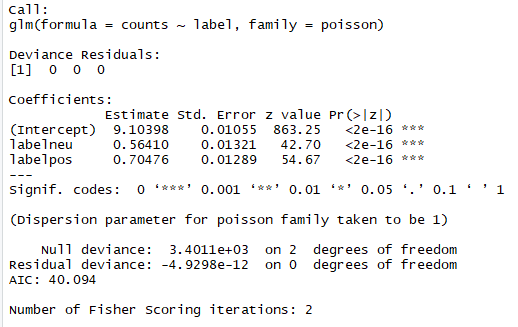 Call:
glm(formula = counts ~ label, family = poisson)
Deviance Residuals:
[1]  0  0  0
Coefficients:
            Estimate Std. Error z value Pr(>|z|)
(Intercept)  9.10398    0.01055  863.25   <2e-16 ***
labelneu     0.56410    0.01321   42.70   <2e-16 ***
labelpos     0.70476    0.01289   54.67   <2e-16 ***
---
Signif. codes:  0 ‘***’ 0.001 ‘**’ 0.01 ‘*’ 0.05 ‘.’ 0.1 ‘ ’ 1
(Dispersion parameter for poisson family taken to be 1)
    Null deviance:  3.4011e+03  on 2  degrees of freedom
Residual deviance: -4.9298e-12  on 0  degrees of freedom
AIC: 40.094
Number of Fisher Scoring iterations: 2